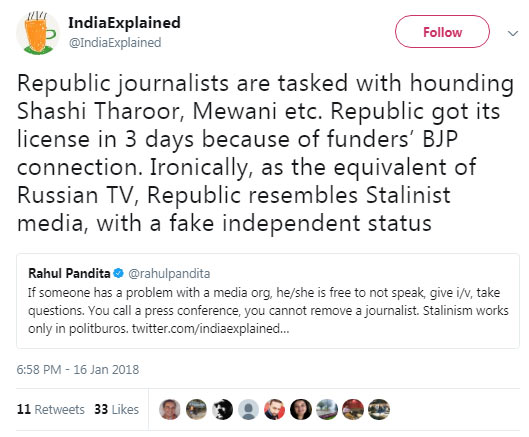 IndiaExplained
@IndiaExplained
Follow
Republic journalists are tasked with hounding
Shashi Tharoor, Mewani etc. Republic got its
license in 3 days because of funders’ BJP
connection. Ironically, as the equivalent of
Russian TV, Republic resembles Stalinist
media, with a fake independent status
Rahul Pandita @rahulpandita
If someone has a problem with a media org, he/she is free to not speak, give i/v, take
questions. You call a press conference, you cannot remove a journalist. Stalinism works
only in politburos. twitter.com/indiaexplained…
6:58 PM - 16 Jan 2018
11 Retweets 33 Likes